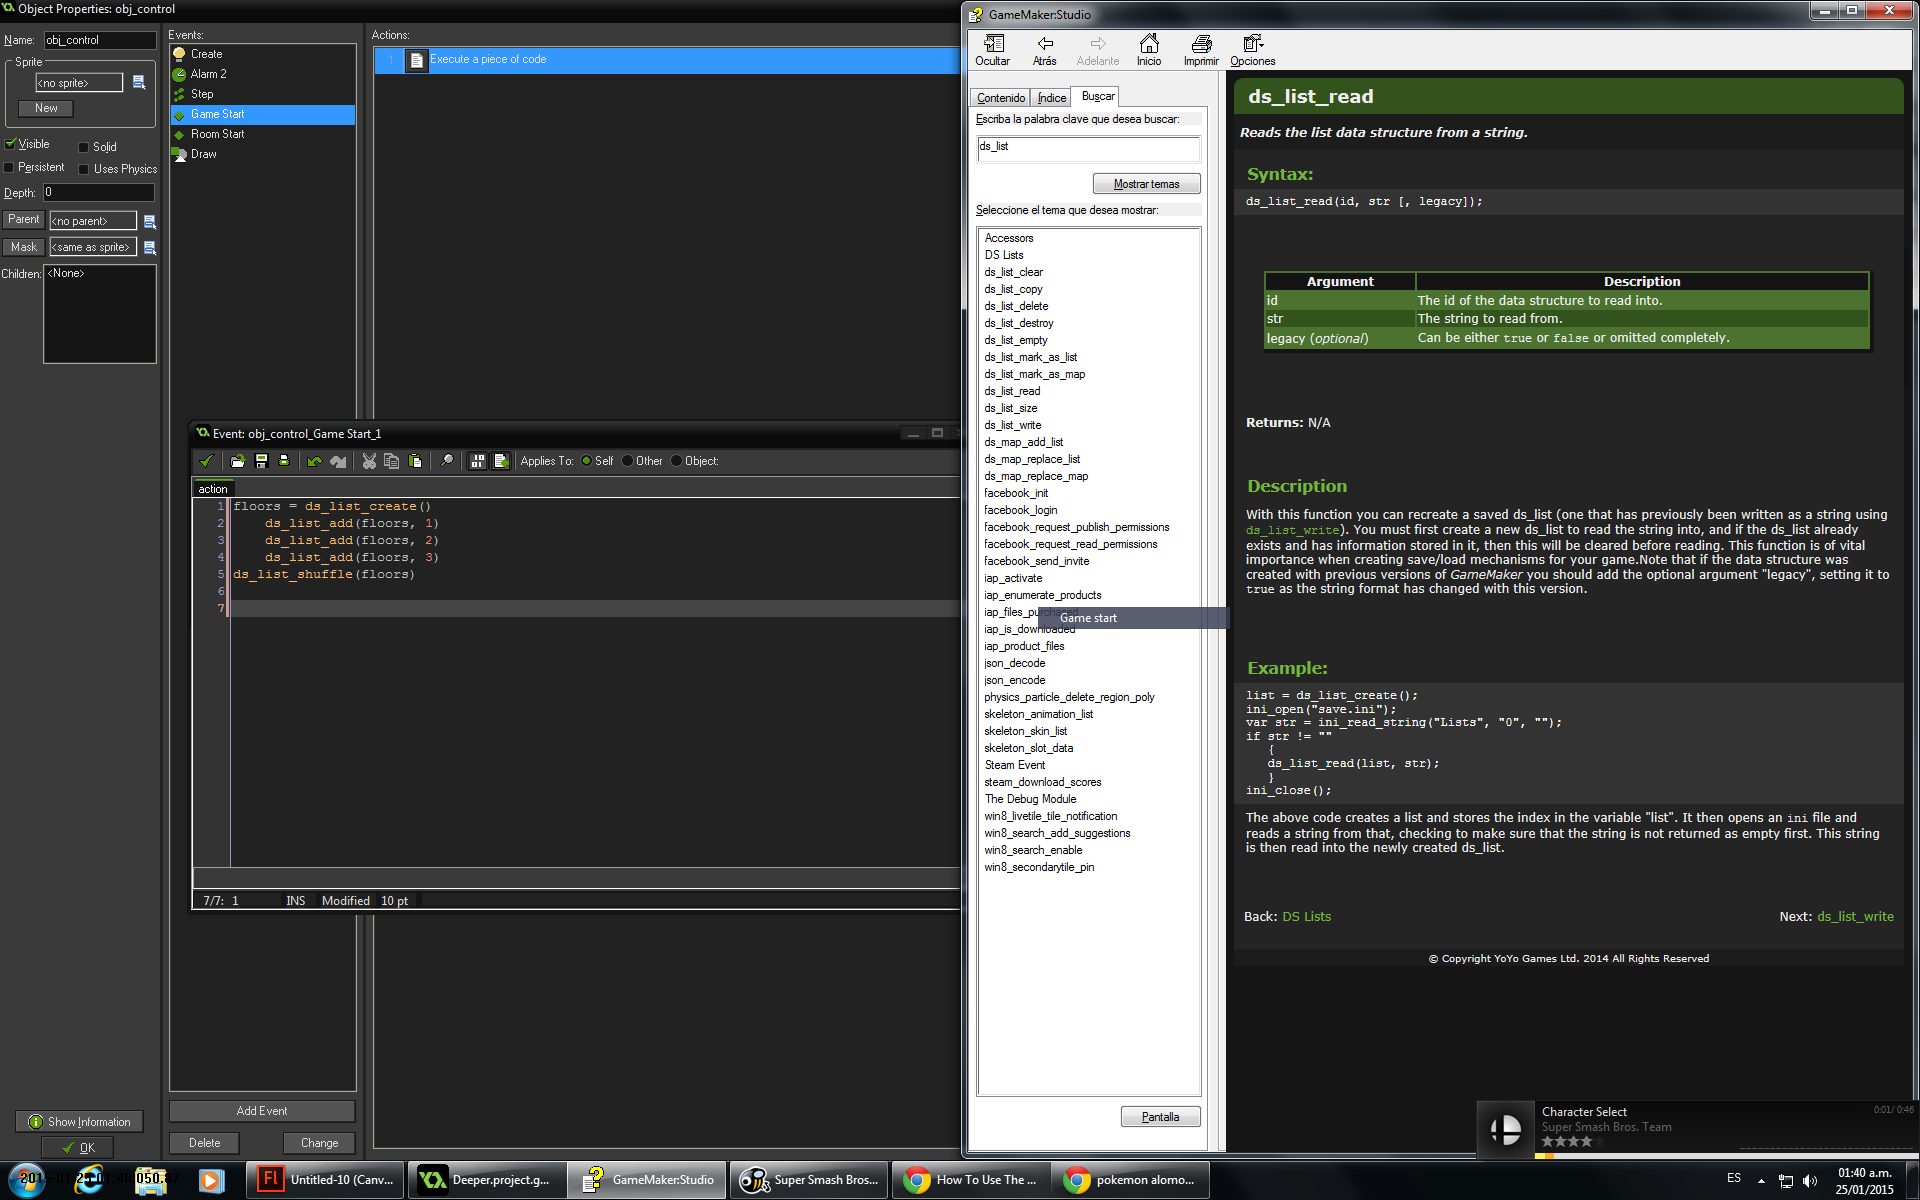 Object Properties: obj_control
Name: obj_control
Sprite
<no sprite>
New
Visible
Solid
Persistent
Uses Physics
Depth: 0
Parent <no parent>
Mask <same as sprite>
Children: <None>
Show Information
OK
Events:
Create
Alarm 2
Step
Game Start
Room Start
Draw
Add Event
Delete
Change
Actions:
1 Execute a piece of code
Event: obj_control_Game Start_1
Applies To: Self Other Object:
action
1 floors = ds_list_create()
2 ds_list_add(floors, 1)
3 ds_list_add(floors, 2)
4 ds_list_add(floors, 3)
5 ds_list_shuffle(floors)
6
7
7/7: 1 INS Modified 10 pt
GameMaker:Studio
Ocultar Atrás Adelante Inicio Imprimir Opciones
Contenido Índice Buscar
Escriba la palabra clave que desea buscar:
ds_list
Mostrar temas
Seleccione el tema que desea mostrar:
Accessors
DS Lists
ds_list_clear
ds_list_copy
ds_list_delete
ds_list_destroy
ds_list_empty
ds_list_mark_as_list
ds_list_mark_as_map
ds_list_read
ds_list_size
ds_list_write
ds_map_add_list
ds_map_replace_list
ds_map_replace_map
facebook_init
facebook_login
facebook_request_publish_permissions
facebook_request_read_permissions
facebook_send_invite
iap_activate
iap_enumerate_products
iap_files_purchased
Game start
iap_is_downloaded
iap_product_files
json_decode
json_encode
physics_particle_delete_region_poly
skeleton_animation_list
skeleton_skin_list
skeleton_slot_data
Steam Event
steam_download_scores
The Debug Module
win8_livetile_tile_notification
win8_search_add_suggestions
win8_search_enable
win8_secondarytile_pin
Pantalla
ds_list_read
Reads the list data structure from a string.
Syntax:
ds_list_read(id, str [, legacy]);
Argument Description
id The id of the data structure to read into.
str The string to read from.
legacy (optional) Can be either true or false or omitted completely.
Returns: N/A
Description
With this function you can recreate a saved ds_list (one that has previously been written as a string using
ds_list_write). You must first create a new ds_list to read the string into, and if the ds_list already
exists and has information stored in it, then this will be cleared before reading. This function is of vital
importance when creating save/load mechanisms for your game.Note that if the data structure was
created with previous versions of GameMaker you should add the optional argument "legacy", setting it to
true as the string format has changed with this version.
Example:
list = ds_list_create();
ini_open("save.ini");
var str = ini_read_string("Lists", "0", "");
if str != ""
{
ds_list_read(list, str);
}
ini_close();
The above code creates a list and stores the index in the variable "list". It then opens an ini file and
reads a string from that, checking to make sure that the string is not returned as empty first. This string
is then read into the newly created ds_list.
Back: DS Lists
Next: ds_list_write
© Copyright YoYo Games Ltd. 2014 All Rights Reserved
Character Select
0:01/ 0:46
Super Smash Bros. Team
Untitled-10 (Canv...
Deeper.project.g...
GameMaker:Studio
Super Smash Bros...
How To Use The ...
pokemon alomo...
ES
01:40 a.m.
25/01/2015